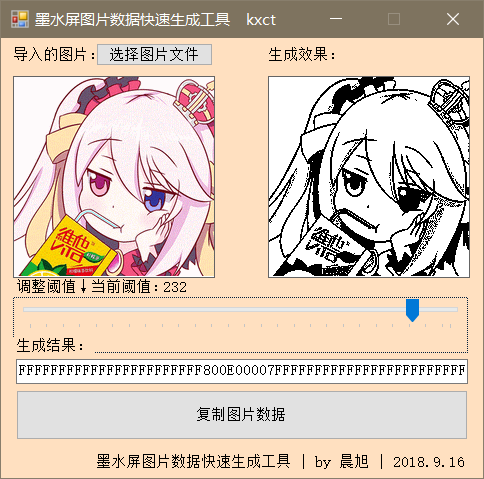 墨水屏图片数据快速生成工具 kxct
导入的图片: 选择图片文件 生成效果:
維他
调整阈值↓当前阈值:232
生成结果:
FFFFFFFFFFFFFFFFFFFFFFF800E00007FFFFFFFFFFFFFFFFFFFFFFFF
复制图片数据
墨水屏图片数据快速生成工具 | by 晨旭 | 2018.9.16